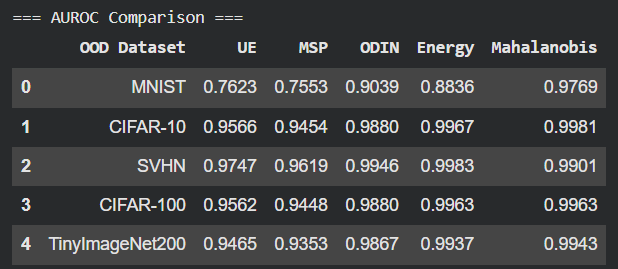 === AUROC Comparison ===
OOD Dataset UE MSP ODIN Energy Mahalanobis
0 MNIST 0.7623 0.7553 0.9039 0.8836 0.9769
1 CIFAR-10 0.9566 0.9454 0.9880 0.9967 0.9981
2 SVHN 0.9747 0.9619 0.9946 0.9983 0.9901
3 CIFAR-100 0.9562 0.9448 0.9880 0.9963 0.9963
4 TinyImageNet200 0.9465 0.9353 0.9867 0.9937 0.9943